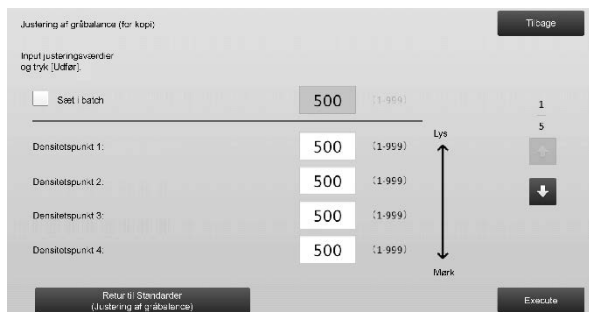 Justering af gråbalance (for kopi)
Tilbage
Input justeringsværdier
og tryk [Udfør].
Sæt i batch
500
(1-999)
1
5
Lys
Densitetspunkt 1:
500
(1-999)
Densitetspunkt 2:
500
(1-999)
Densitetspunkt 3:
500
(1-999)
Densitetspunkt 4:
500
(1-999)
Mørk
Retur til Standarder
(Justering af gråbalance)
Execute